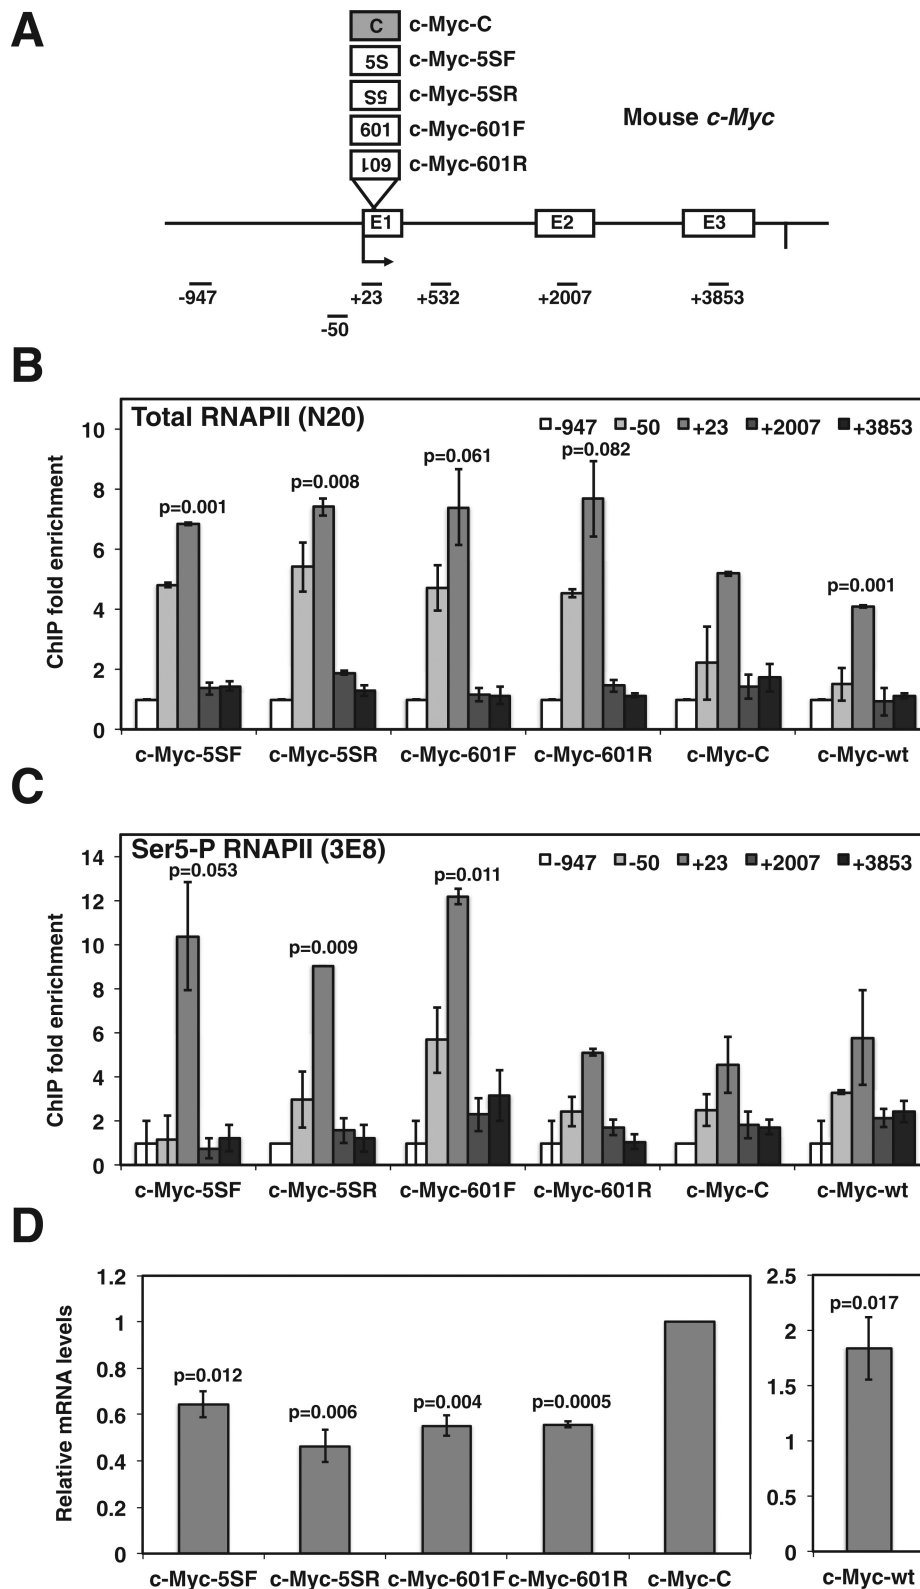 A
C c-Myc-C
5S c-Myc-5SF
5S c-Myc-5SR
601 c-Myc-601F
601 c-Myc-601R
Mouse c-Myc
E1 E2 E3
-947 +23 +532 +2007 +3853
-50
B
Total RNAPII (N20)
-947 -50 +23 +2007 +3853
ChIP fold enrichment
10
8
6
4
2
0
p=0.001
p=0.008
p=0.061
p=0.082
p=0.001
c-Myc-5SF c-Myc-5SR c-Myc-601F c-Myc-601R c-Myc-C c-Myc-wt
C
Ser5-P RNAPII (3E8)
-947 -50 +23 +2007 +3853
ChIP fold enrichment
14
12
10
8
6
4
2
0
p=0.053
p=0.009
p=0.011
c-Myc-5SF c-Myc-5SR c-Myc-601F c-Myc-601R c-Myc-C c-Myc-wt
D
Relative mRNA levels
1.2
1
0.8
0.6
0.4
0.2
0
p=0.012
p=0.006
p=0.004
p=0.0005
c-Myc-5SF c-Myc-5SR c-Myc-601F c-Myc-601R c-Myc-C
2.5
2
1.5
1
0.5
0
p=0.017
c-Myc-wt